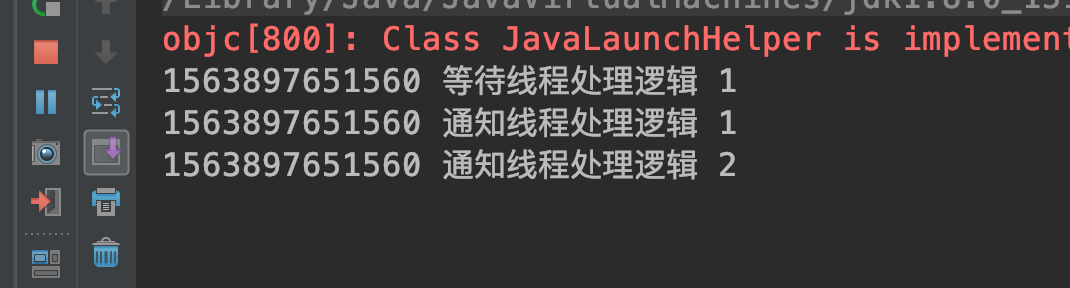 /Library/Java/JavaVirtualMachines/jdk1.8.0_151
objc[800]: Class JavaLaunchHelper is implement
1563897651560 等待线程处理逻辑 1
1563897651560 通知线程处理逻辑 1
1563897651560 通知线程处理逻辑 2